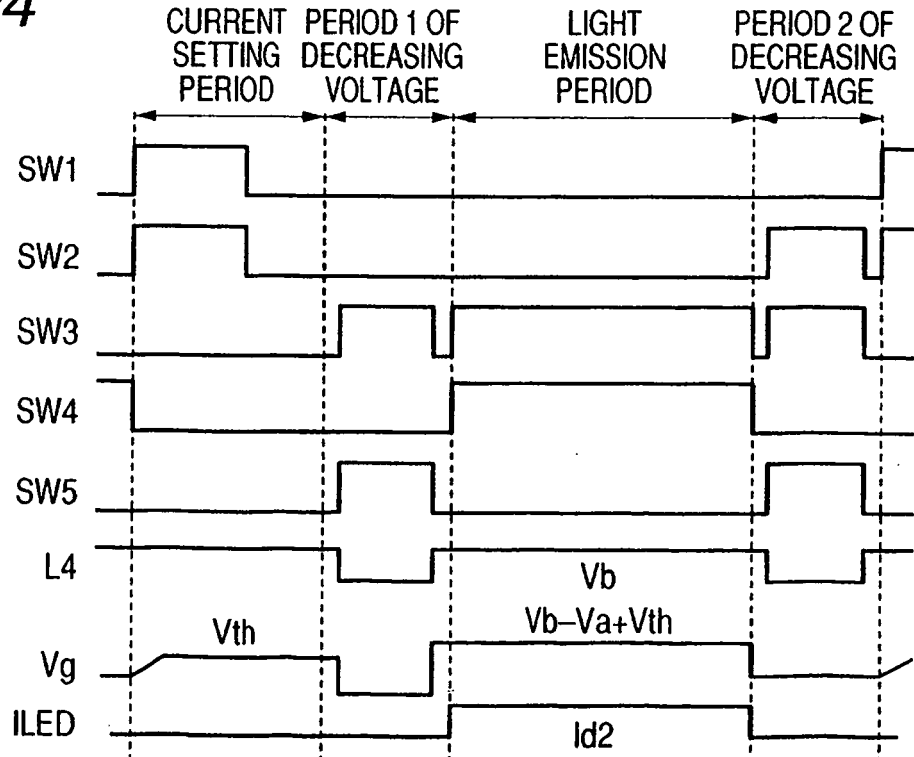 4
CURRENT SETTING PERIOD
PERIOD 1 OF DECREASING VOLTAGE
LIGHT EMISSION PERIOD
PERIOD 2 OF DECREASING VOLTAGE
SW1
SW2
SW3
SW4
SW5
L4
Vb
Vth
Vb–Va+Vth
Vg
ILED
Id2